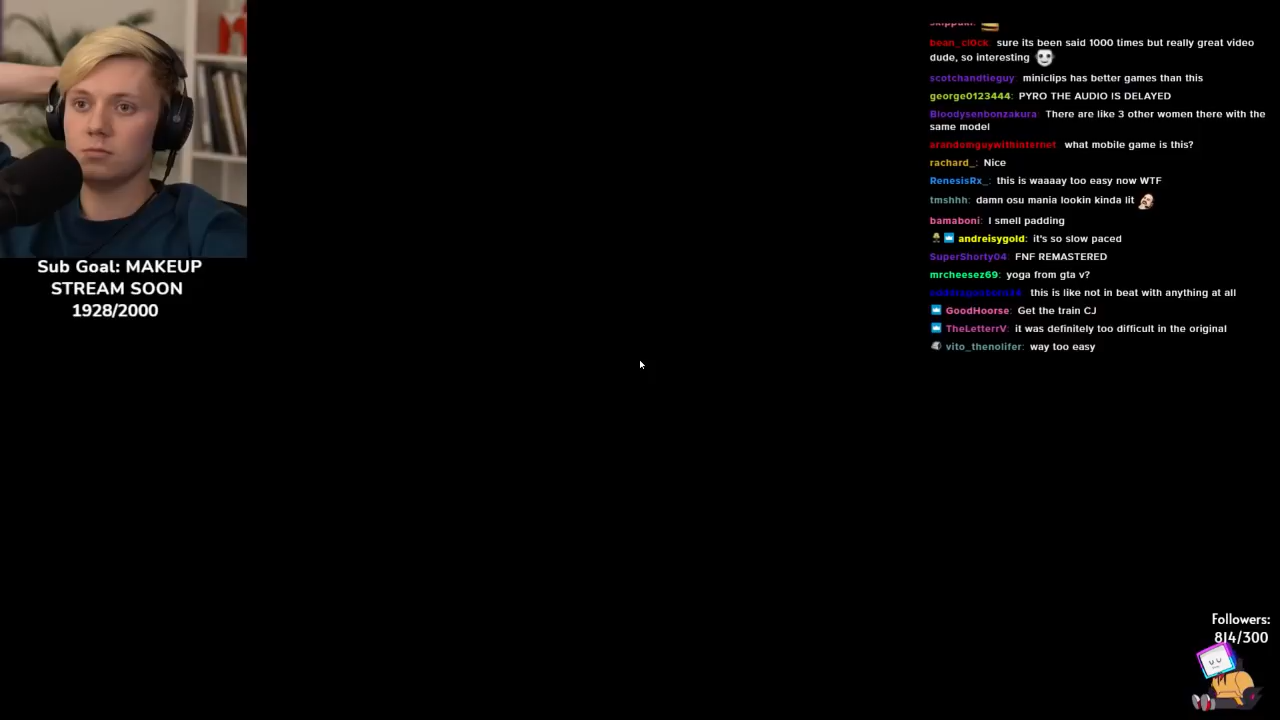 Sub Goal: MAKEUP
STREAM SOON
1928/2000
bean_cl0ck sure its been said 1000 times but really great video
dude, so interesting
scotchandtieguy: miniclips has better games than this
george0123444: PYRO THE AUDIO IS DELAYED
Bloodysenbonzakura: There are like 3 other women there with the
same model
arandomguywithinternet: what mobile game is this?
rachard_: Nice
RenesisRx_: this is waaaay too easy now WTF
tmshhh: damn osu mania lookin kinda lit
bamaboni: I smell padding
andreisygold: it's so slow paced
SuperShorty04: FNF REMASTERED
mrcheesez69: yoga from gta v?
this is like not in beat with anything at all
GoodHoorse: Get the train CJ
TheLetterrV: it was definitely too difficult in the original
vito_thenolifer: way too easy
Followers:
814/300